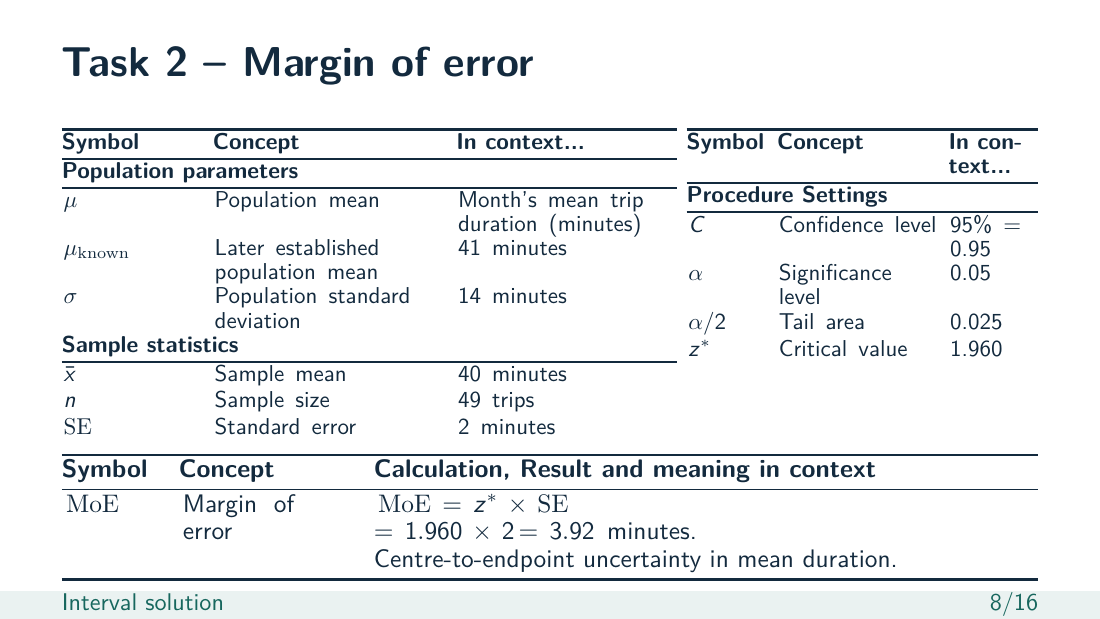 Task 2 – Margin of error
Symbol Concept In context...
Population parameters
μ Population mean Month's mean trip
duration (minutes)
μknown Later established 41 minutes
population mean
σ Population standard 14 minutes
deviation
Sample statistics
x̄ Sample mean 40 minutes
n Sample size 49 trips
SE Standard error 2 minutes
Symbol Concept In con-
text...
Procedure Settings
C Confidence level 95% =
0.95
α Significance 0.05
level
α/2 Tail area 0.025
z* Critical value 1.960
Symbol Concept Calculation, Result and meaning in context
MoE Margin of MoE = z* × SE
error = 1.960 × 2 = 3.92 minutes.
Centre-to-endpoint uncertainty in mean duration.
Interval solution 8/16